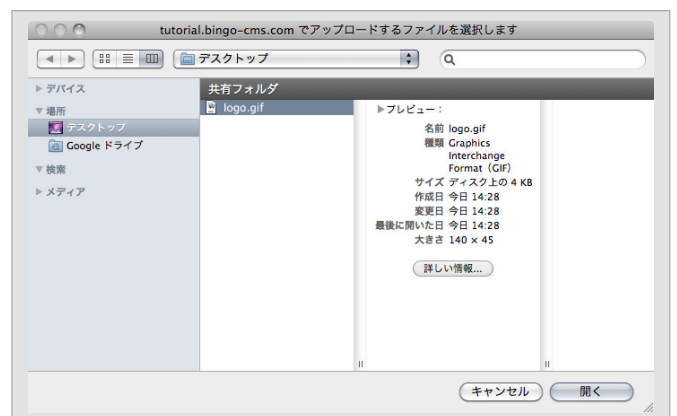 tutorial.bingo-cms.com でアップロードするファイルを選択します
デスクトップ
▶ デバイス
▼ 場所
デスクトップ
Google ドライブ
▼ 検索
▶ メディア
共有フォルダ
logo.gif
▶プレビュー：
名前 logo.gif
種類 Graphics
Interchange
Format（GIF）
サイズ ディスク上の 4 KB
作成日 今日 14:28
変更日 今日 14:28
最後に開いた日 今日 14:28
大きさ 140 × 45
詳しい情報...
キャンセル
開く